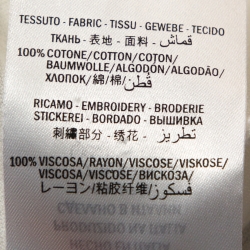 TESSUTO - FABRIC - TISSU - GEWEBE - TECIDO
ТКАНЬ - 表地 - 面料 - قماش
100% COTONE/COTTON/COTON/
BAUMWOLLE/ALGODON/ALGODÃO/
ХЛОПОК/綿/棉/قطن
RICAMO - EMBROIDERY - BRODERIE
STICKEREI - BORDADO - ВЫШИВКА
刺繍部分 - 绣花 - تطريز
100% VISCOSA/RAYON/VISCOSE/VISKOSE/
VISCOSA/VISCOSE/ВИСКОЗА/
レーヨン/粘胶纤维/فسكوز